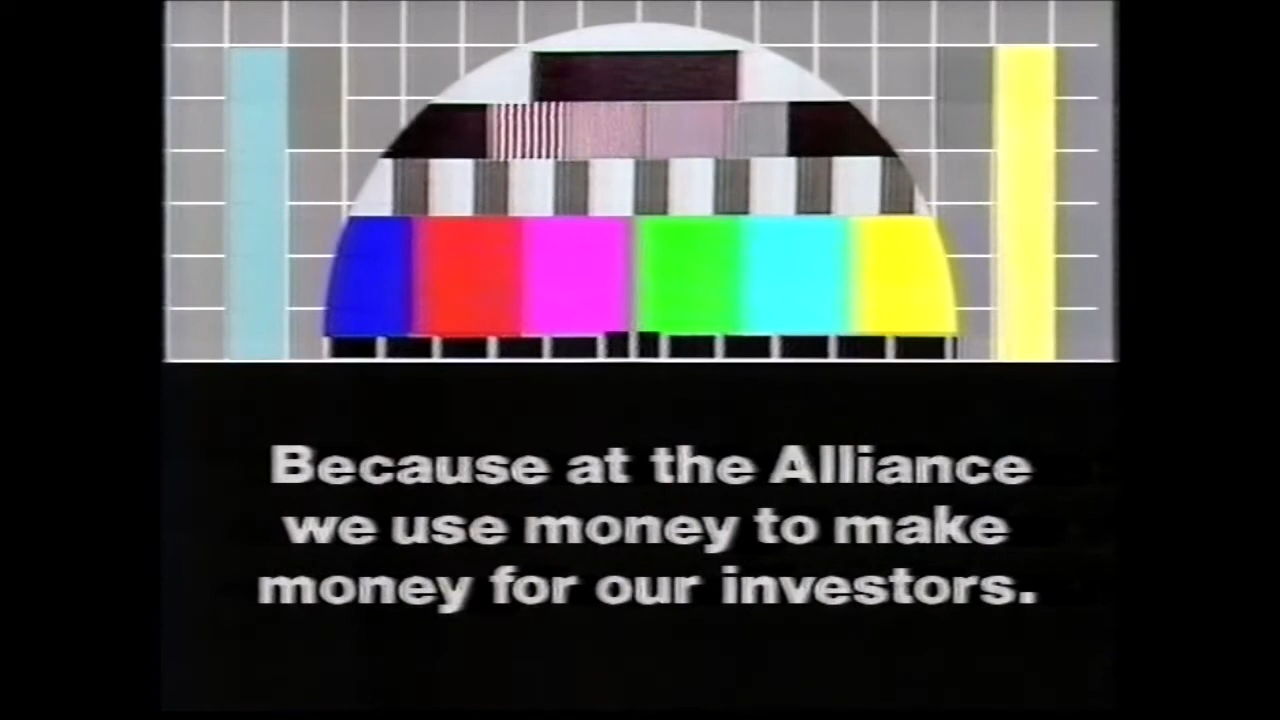 Because at the Alliance
we use money to make
money for our investors.